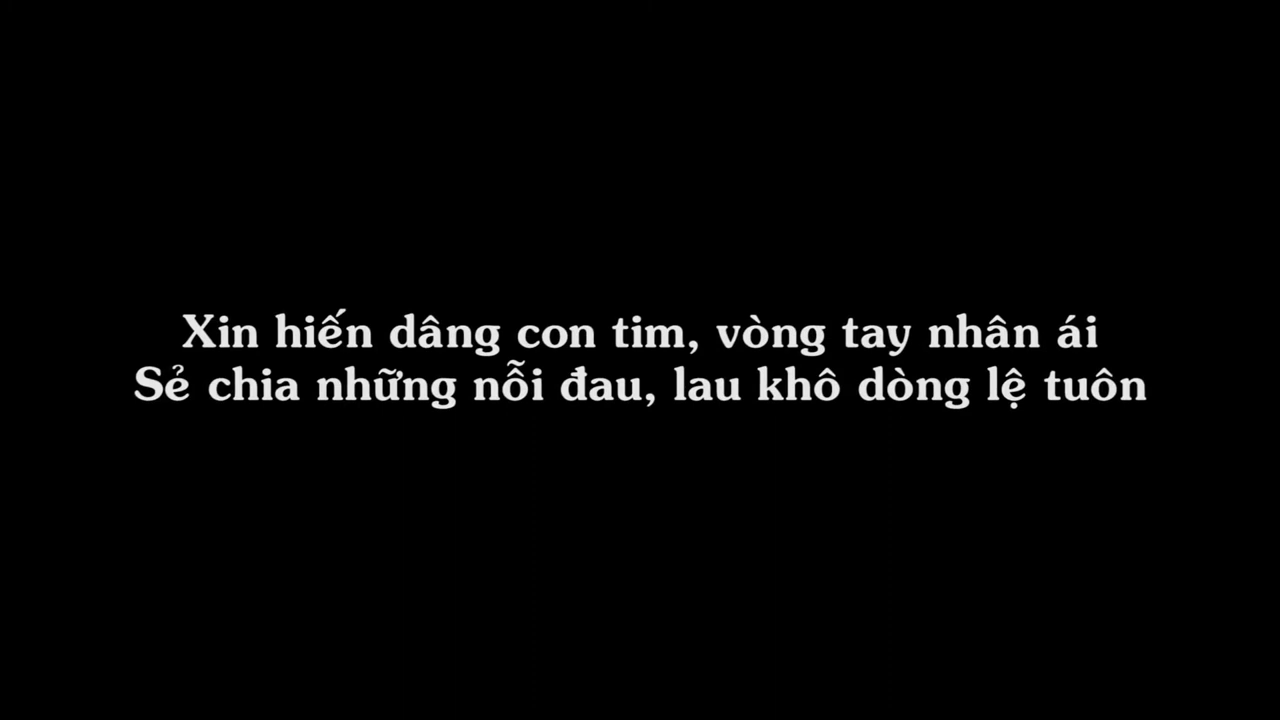 Xin hiến dâng con tim, vòng tay nhân ái
Sẻ chia những nỗi đau, lau khô dòng lệ tuôn